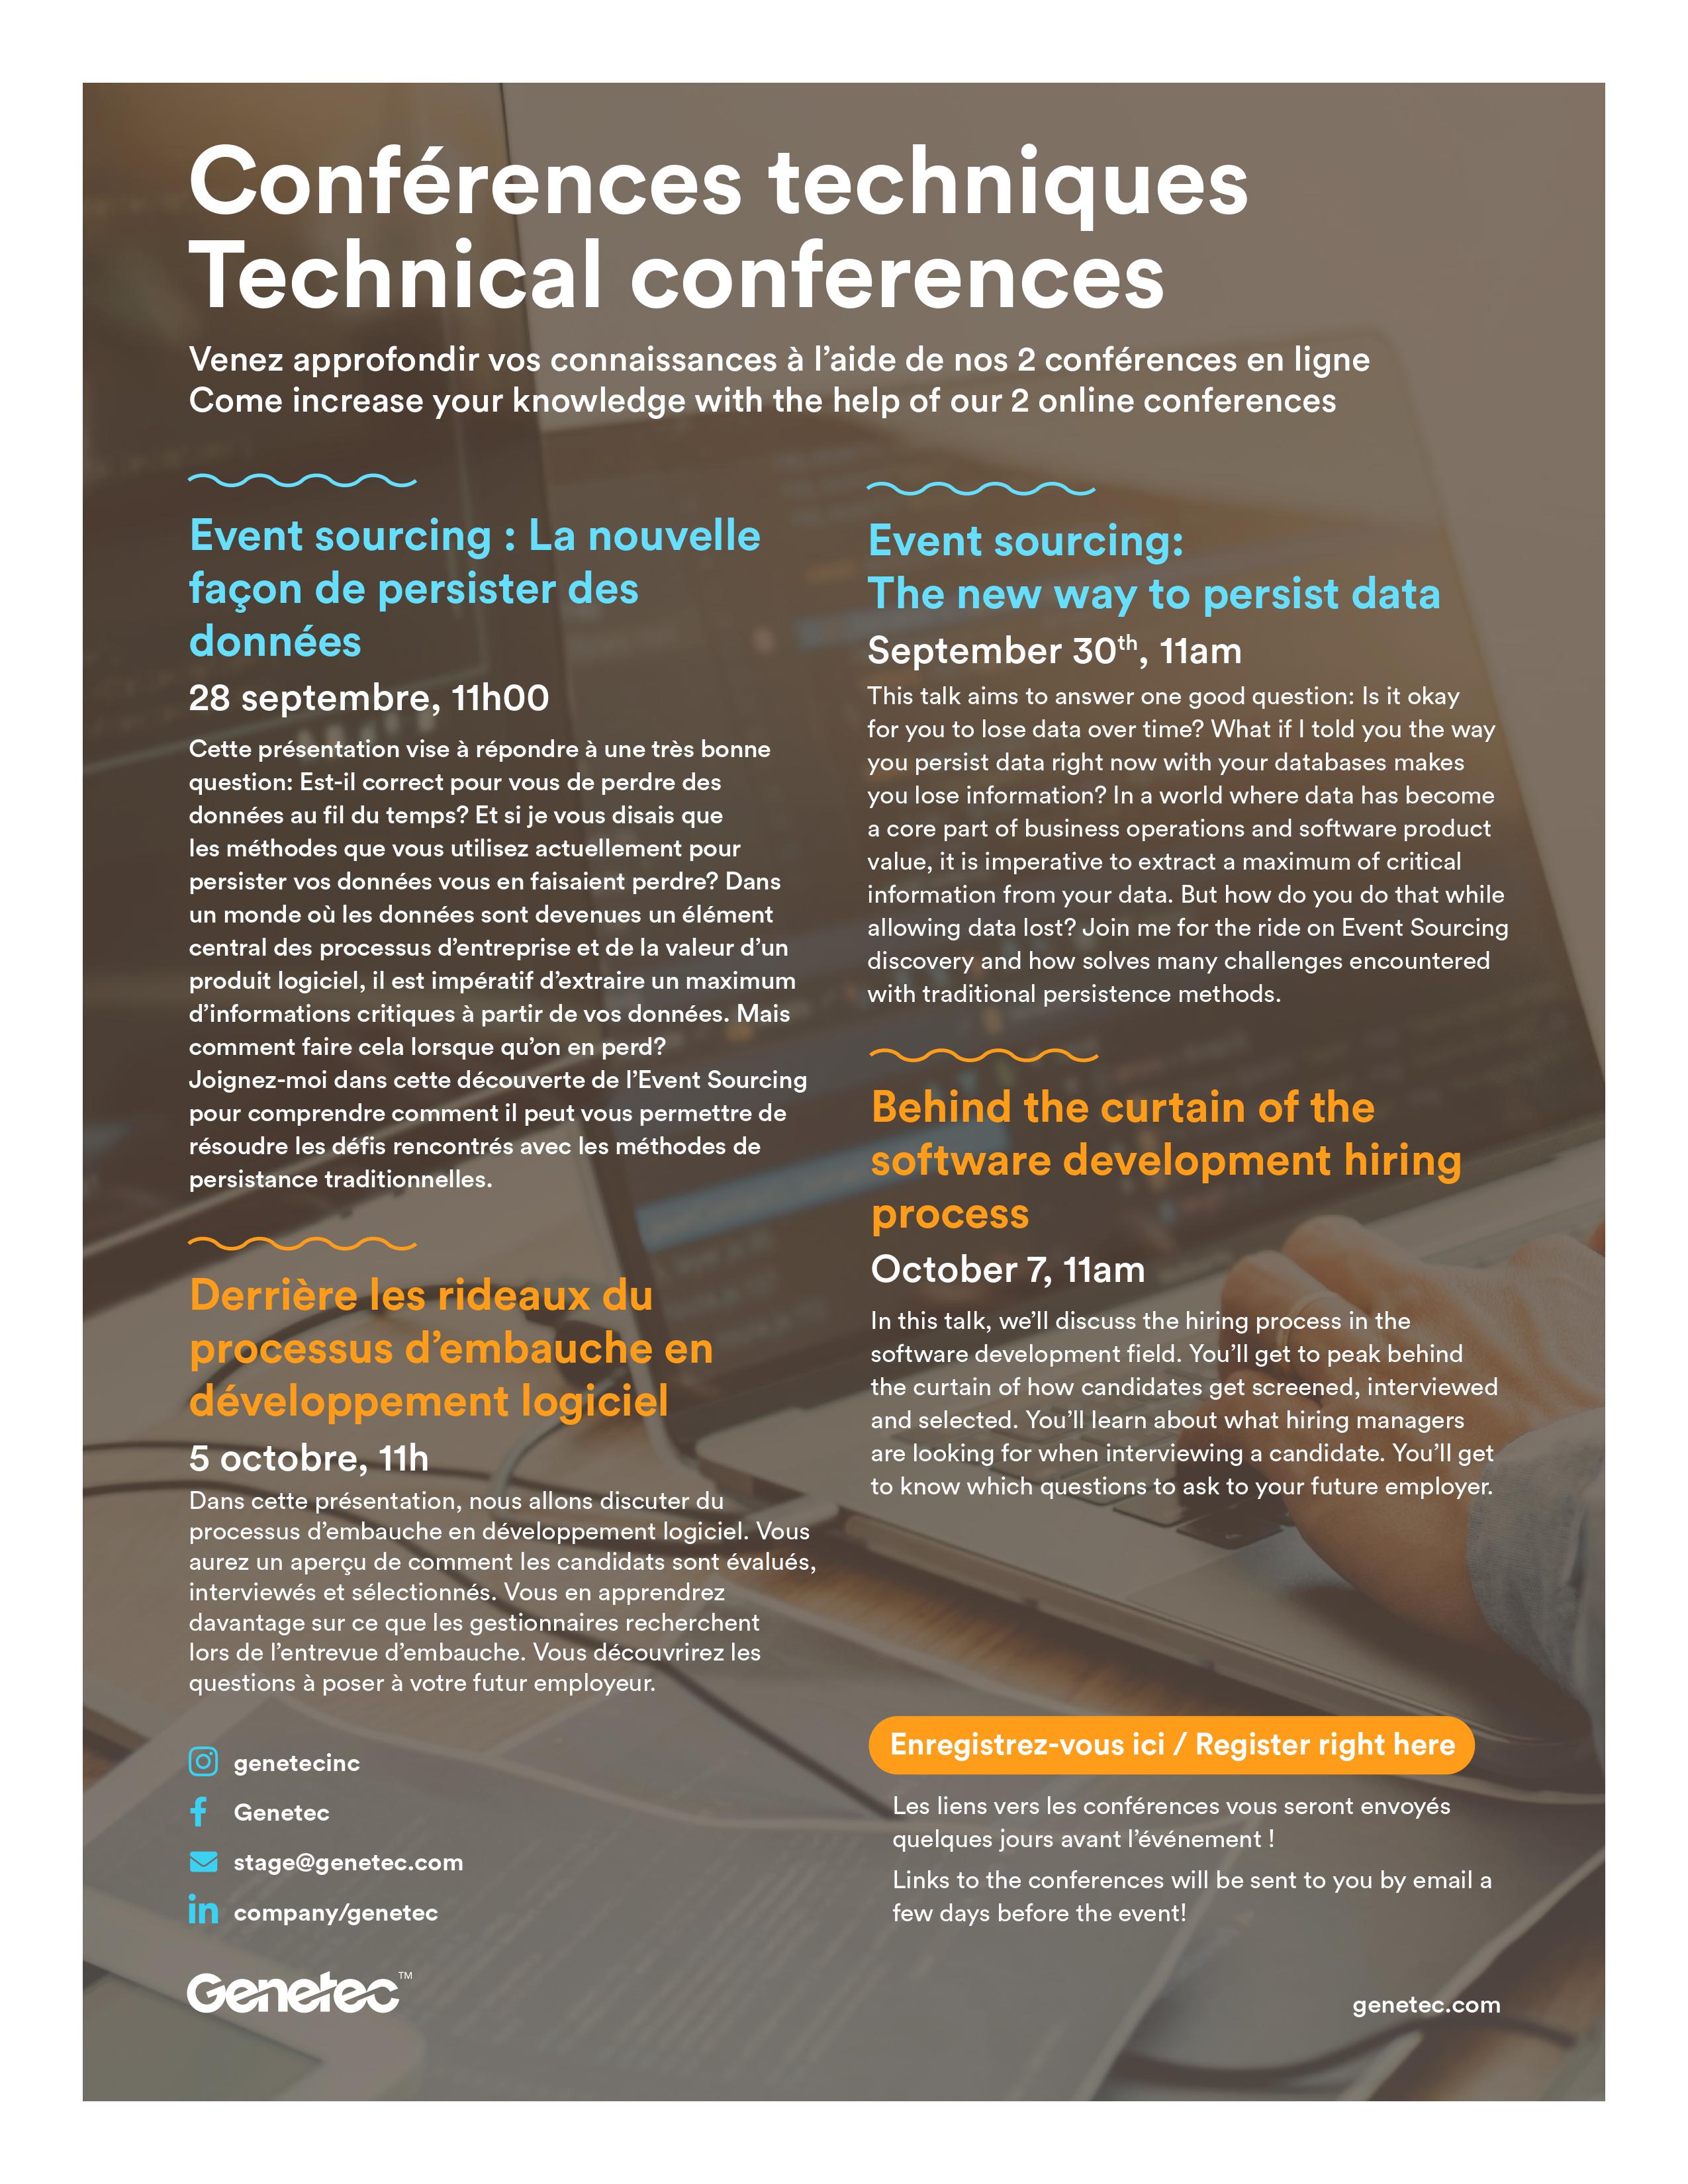 Conférences techniques
Technical conferences
Venez approfondir vos connaissances à l’aide de nos 2 conférences en ligne
Come increase your knowledge with the help of our 2 online conferences
Event sourcing : La nouvelle
façon de persister des
données
28 septembre, 11h00
Cette présentation vise à répondre à une très bonne
question: Est-il correct pour vous de perdre des
données au fil du temps? Et si je vous disais que
les méthodes que vous utilisez actuellement pour
persister vos données vous en faisaient perdre? Dans
un monde où les données sont devenues un élément
central des processus d’entreprise et de la valeur d’un
produit logiciel, il est impératif d’extraire un maximum
d’informations critiques à partir de vos données. Mais
comment faire cela lorsque qu’on en perd?
Joignez-moi dans cette découverte de l’Event Sourcing
pour comprendre comment il peut vous permettre de
résoudre les défis rencontrés avec les méthodes de
persistance traditionnelles.
Derrière les rideaux du
processus d’embauche en
développement logiciel
5 octobre, 11h
Dans cette présentation, nous allons discuter du
processus d’embauche en développement logiciel. Vous
aurez un aperçu de comment les candidats sont évalués,
interviewés et sélectionnés. Vous en apprendrez
davantage sur ce que les gestionnaires recherchent
lors de l’entrevue d’embauche. Vous découvrirez les
questions à poser à votre futur employeur.
Event sourcing:
The new way to persist data
September 30th, 11am
This talk aims to answer one good question: Is it okay
for you to lose data over time? What if I told you the way
you persist data right now with your databases makes
you lose information? In a world where data has become
a core part of business operations and software product
value, it is imperative to extract a maximum of critical
information from your data. But how do you do that while
allowing data lost? Join me for the ride on Event Sourcing
discovery and how solves many challenges encountered
with traditional persistence methods.
Behind the curtain of the
software development hiring
process
October 7, 11am
In this talk, we’ll discuss the hiring process in the
software development field. You’ll get to peak behind
the curtain of how candidates get screened, interviewed
and selected. You’ll learn about what hiring managers
are looking for when interviewing a candidate. You’ll get
to know which questions to ask to your future employer.
Enregistrez-vous ici / Register right here
Les liens vers les conférences vous seront envoyés
quelques jours avant l’événement !
Links to the conferences will be sent to you by email a
few days before the event!
genetecinc
Genetec
stage@genetec.com
company/genetec
Genetec™
genetec.com